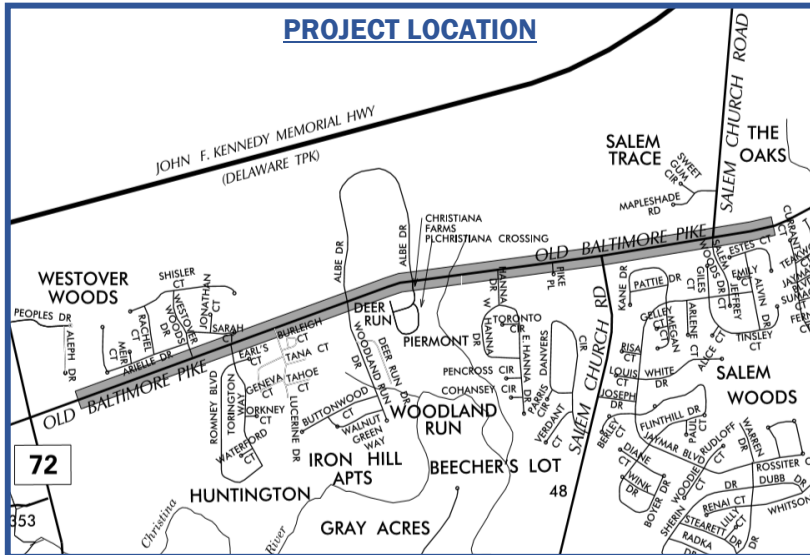 PROJECT LOCATION
JOHN F. KENNEDY MEMORIAL HWY
(DELAWARE TPK)
SALEM CHURCH ROAD
THE
OAKS
SALEM
TRACE
SWEET
GUM
CIR
MAPLESHADE
RD
CHRISTIANA
FARMS
PLCHRISTIANA CROSSING
ALBE DR
ALBE DR
OLD BALTIMORE PIKE
WESTOVER
WOODS
PEOPLES DR
ALEPH DR
SHISLER
CT
JONATHAN
CT
WESTOVER
WOODS DR
RACHEL
CT
MEIR
CT
ARIELLE DR
SARAH
CT
OLD BALTIMORE PIKE
DEER
RUN
BURLEIGH
CT
EARL'S
CT
TANA CT
GENEVA
CT
TAHOE
CT
ORKNEY
CT
LUCERINE DR
ROMNEY BLVD
TORINGTON
WAY
WATERFORD
CT
BUTTONWOOD
CT
WALNUT
GREEN
WAY
WOODLAND RUN
DR
DEER RUN DR
WOODLAND
RUN
IRON HILL
APTS
HUNTINGTON
PIERMONT
HANNA
DR
W HANNA
TORONTO
CIR
E. HANNA DR
PENCROSS CIR
COHANSEY
CIR
DANVERS
CIR
PARRIS
CIR
VERDANT
CT
PIKE
PL
BEECHER'S LOT
GRAY ACRES
Christina
River
72
353
48
SALEM CHURCH RD
KANE DR
PATTIE DR
GELLEY
CT
MEGAN
CT
GILES
CT
ARLENE
CT
SALEM
WOODS DR
JEFFREY
CT
ESTES CT
EMILY
ALVIN DR
TINSLEY
CT
ALICE
CT
RISA
CT
LOUIS WHITE DR
CT
JOSEPH
DR
BERLEY
CT
FLINTHILL DR
JAYMAR BLVD
PAUL
CT
RUDLOFF
DR
WOODIEL
CT
WARREN
DR
DIANE
CT
WINK
DR
BOYER DR
SHERIN
DR
SALEM
WOODS
ROSSITER
DUBB DR
RENAI CT
WHITSON
STEARETT DR
LILLY
CT
RADKA
DR